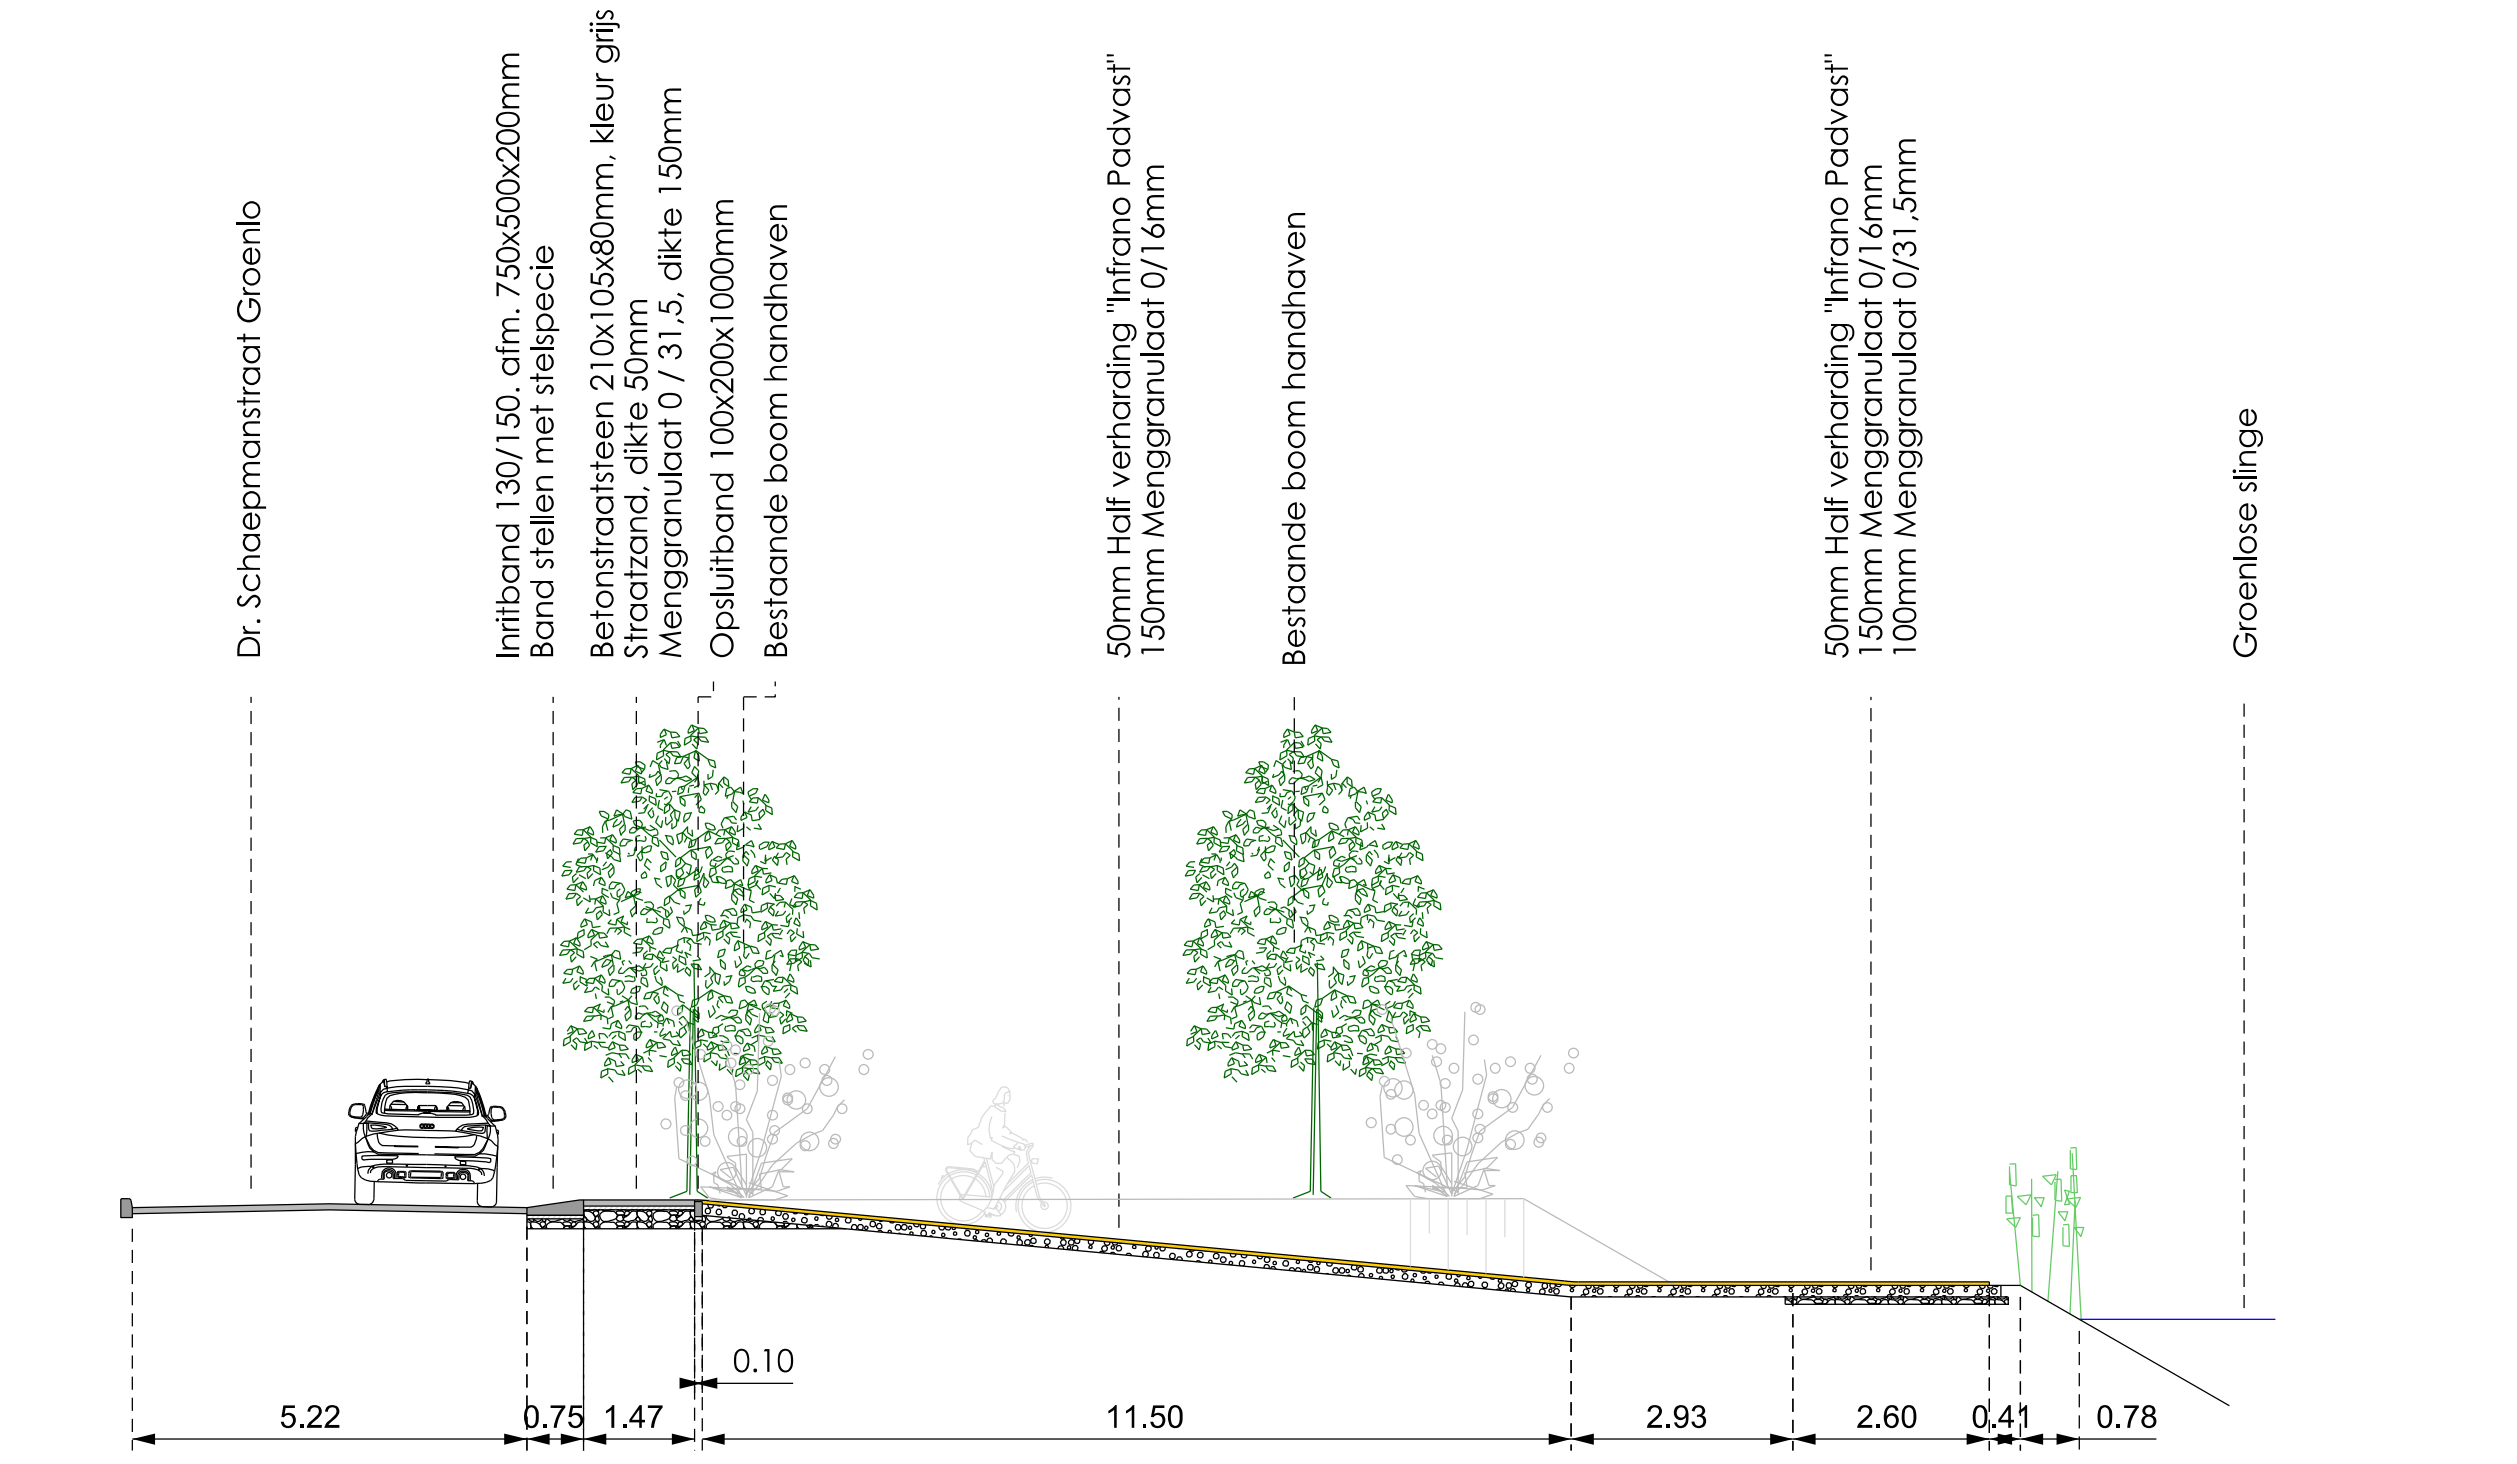 Dr. Schaepmanstraat Groenlo
Inritband 130/150. afm. 750x500x200mm
Band stellen met stelspecie
Betonstraatsteen 210x105x80mm, kleur grijs
Straatzand, dikte 50mm
Menggranulaat 0 / 31,5, dikte 150mm
Opsluitband 100x200x1000mm
Bestaande boom handhaven
50mm Half verharding "Infrano Padvast"
150mm Menggranulaat 0/16mm
Bestaande boom handhaven
50mm Half verharding "Infrano Padvast"
150mm Menggranulaat 0/16mm
100mm Menggranulaat 0/31,5mm
Groenlose slinge
0.10
5.22
0.75
1.47
11.50
2.93
2.60
0.41
0.78